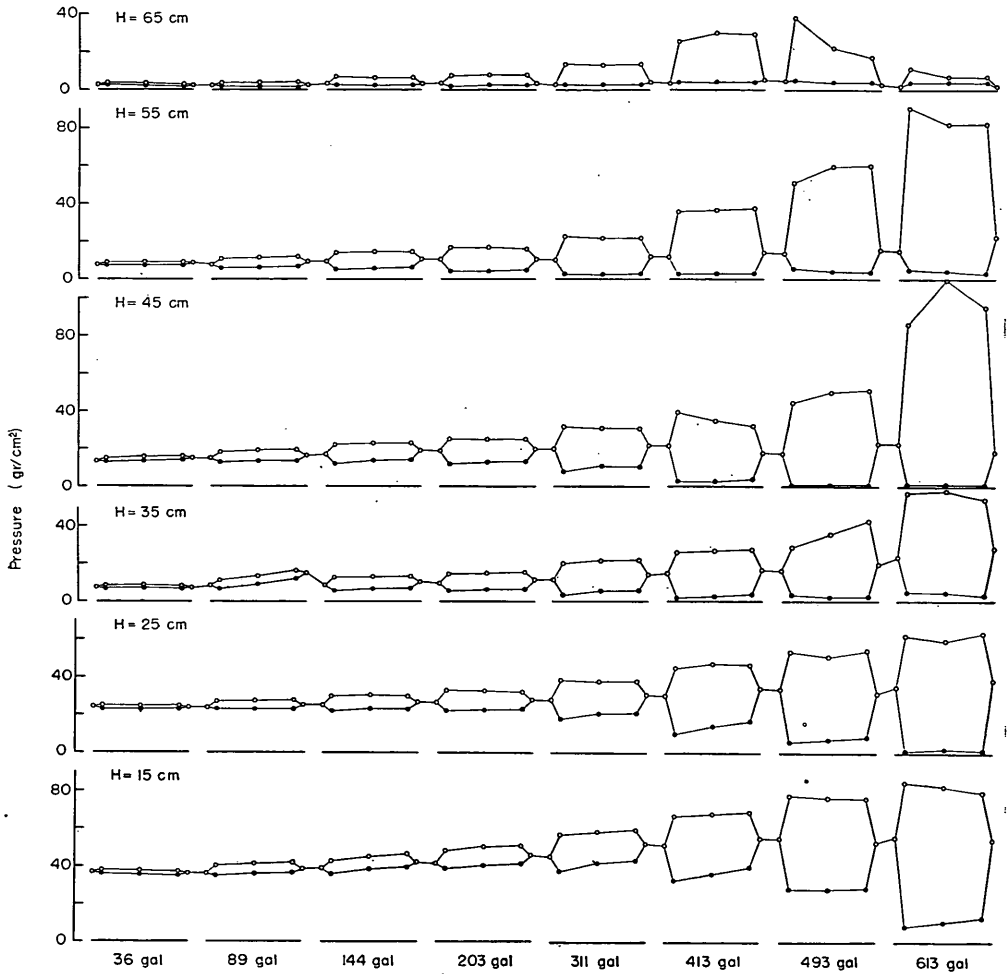 40
H = 65 cm
0
80
H = 55 cm
40
0
H = 45 cm
80
40
0
Pressure ( gr/cm²)
H = 35 cm
40
0
H = 25 cm
40
0
H = 15 cm
80
40
0
36 gal 89 gal 144 gal 203 gal 311 gal 413 gal 493 gal 613 gal